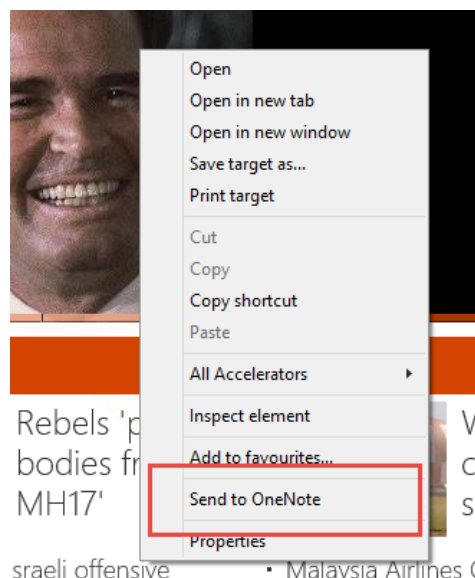 Open
Open in new tab
Open in new window
Save target as...
Print target
Cut
Copy
Copy shortcut
Paste
All Accelerators
Inspect element
Add to favourites...
Send to OneNote
Properties
Rebels 'p
bodies fr
MH17'
sraeli offensive
▪ Malaysia Airlines